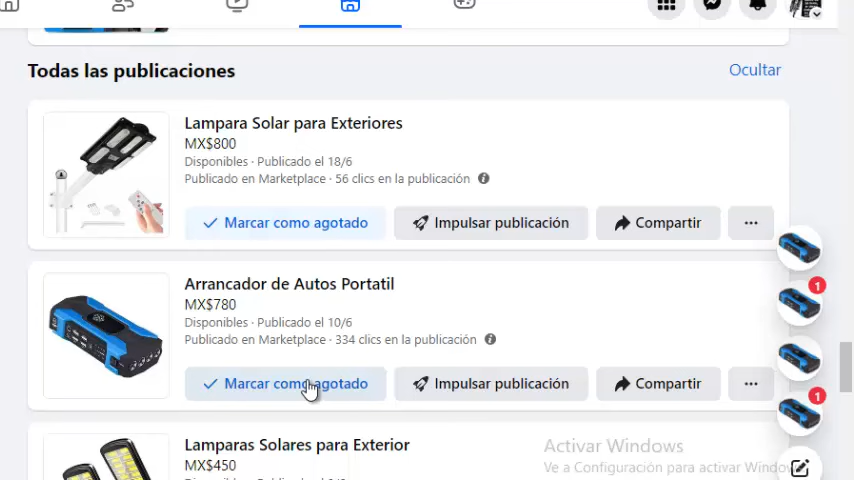 Todas las publicaciones
Ocultar
Lampara Solar para Exteriores
MX$800
Disponibles · Publicado el 18/6
Publicado en Marketplace · 56 clics en la publicación
Marcar como agotado
Impulsar publicación
Compartir
Arrancador de Autos Portatil
MX$780
Disponibles · Publicado el 10/6
Publicado en Marketplace · 334 clics en la publicación
1
Marcar como agotado
Impulsar publicación
Compartir
1
Lamparas Solares para Exterior
MX$450
Activar Windows
Ve a Configuración para activar Windows